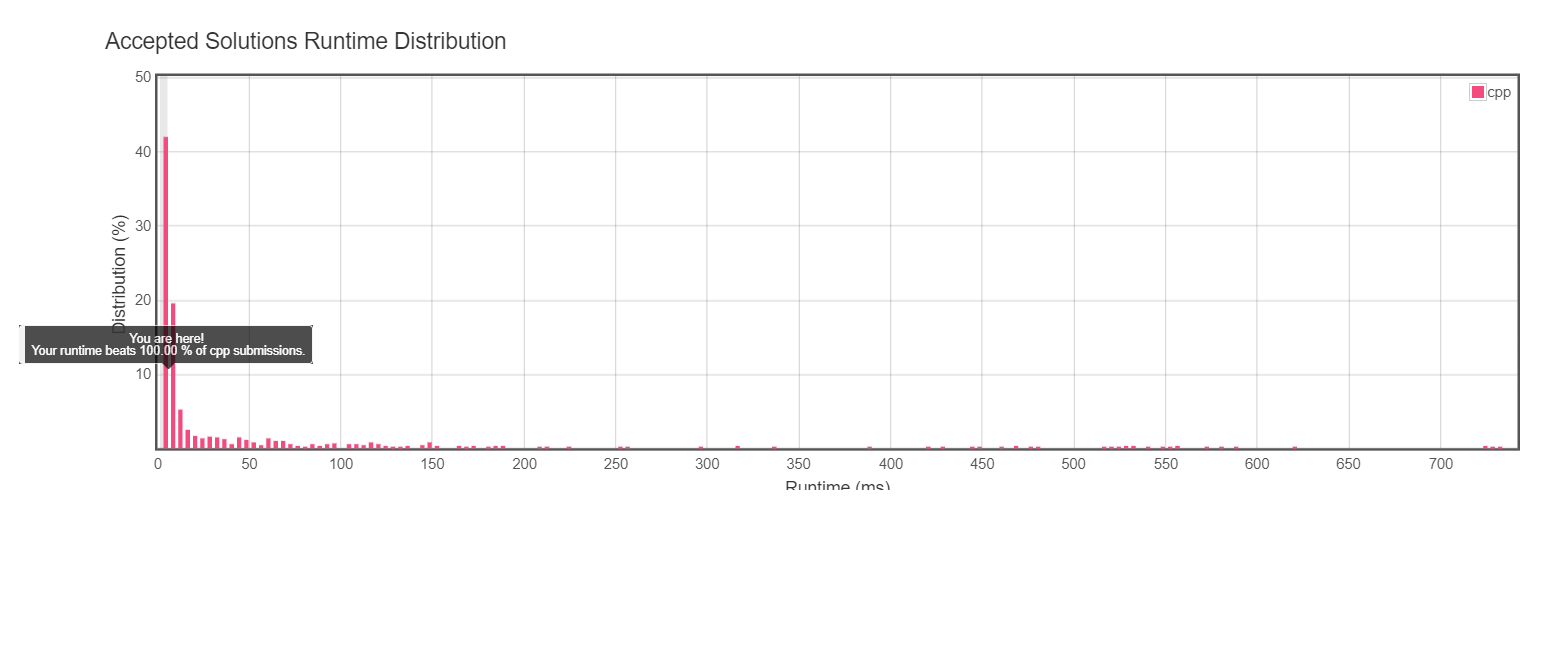 Accepted Solutions Runtime Distribution
50
cpp
40
30
Distribution (%)
20
You are here!
Your runtime beats 100.00 % of cpp submissions.
10
0 50 100 150 200 250 300 350 400 450 500 550 600 650 700
Runtime (ms)